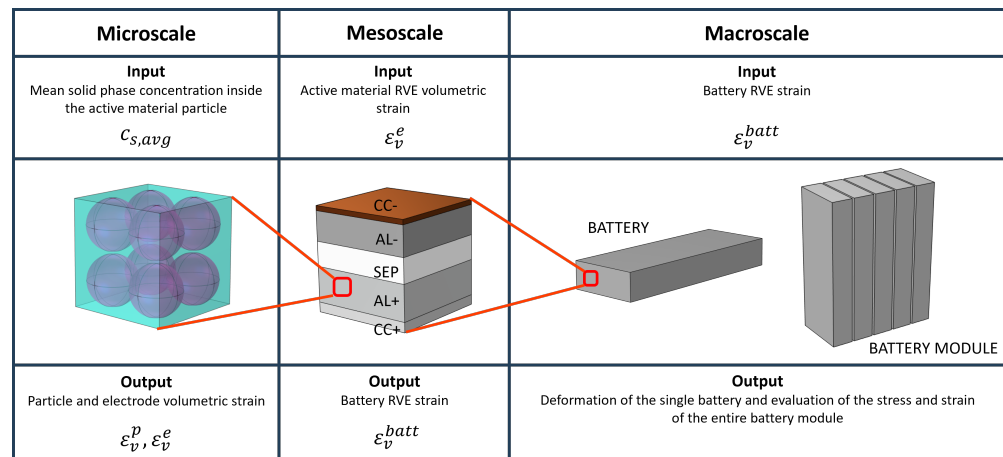 Microscale
Mesoscale
Macroscale
Input
Mean solid phase concentration inside
the active material particle
c_{s,avg}
Input
Active material RVE volumetric
strain
ε_v^e
Input
Battery RVE strain
ε_v^{batt}
CC-
AL-
SEP
AL+
CC+
BATTERY
BATTERY MODULE
Output
Particle and electrode volumetric strain
ε_v^p, ε_v^e
Output
Battery RVE strain
ε_v^{batt}
Output
Deformation of the single battery and evaluation of the stress and strain
of the entire battery module